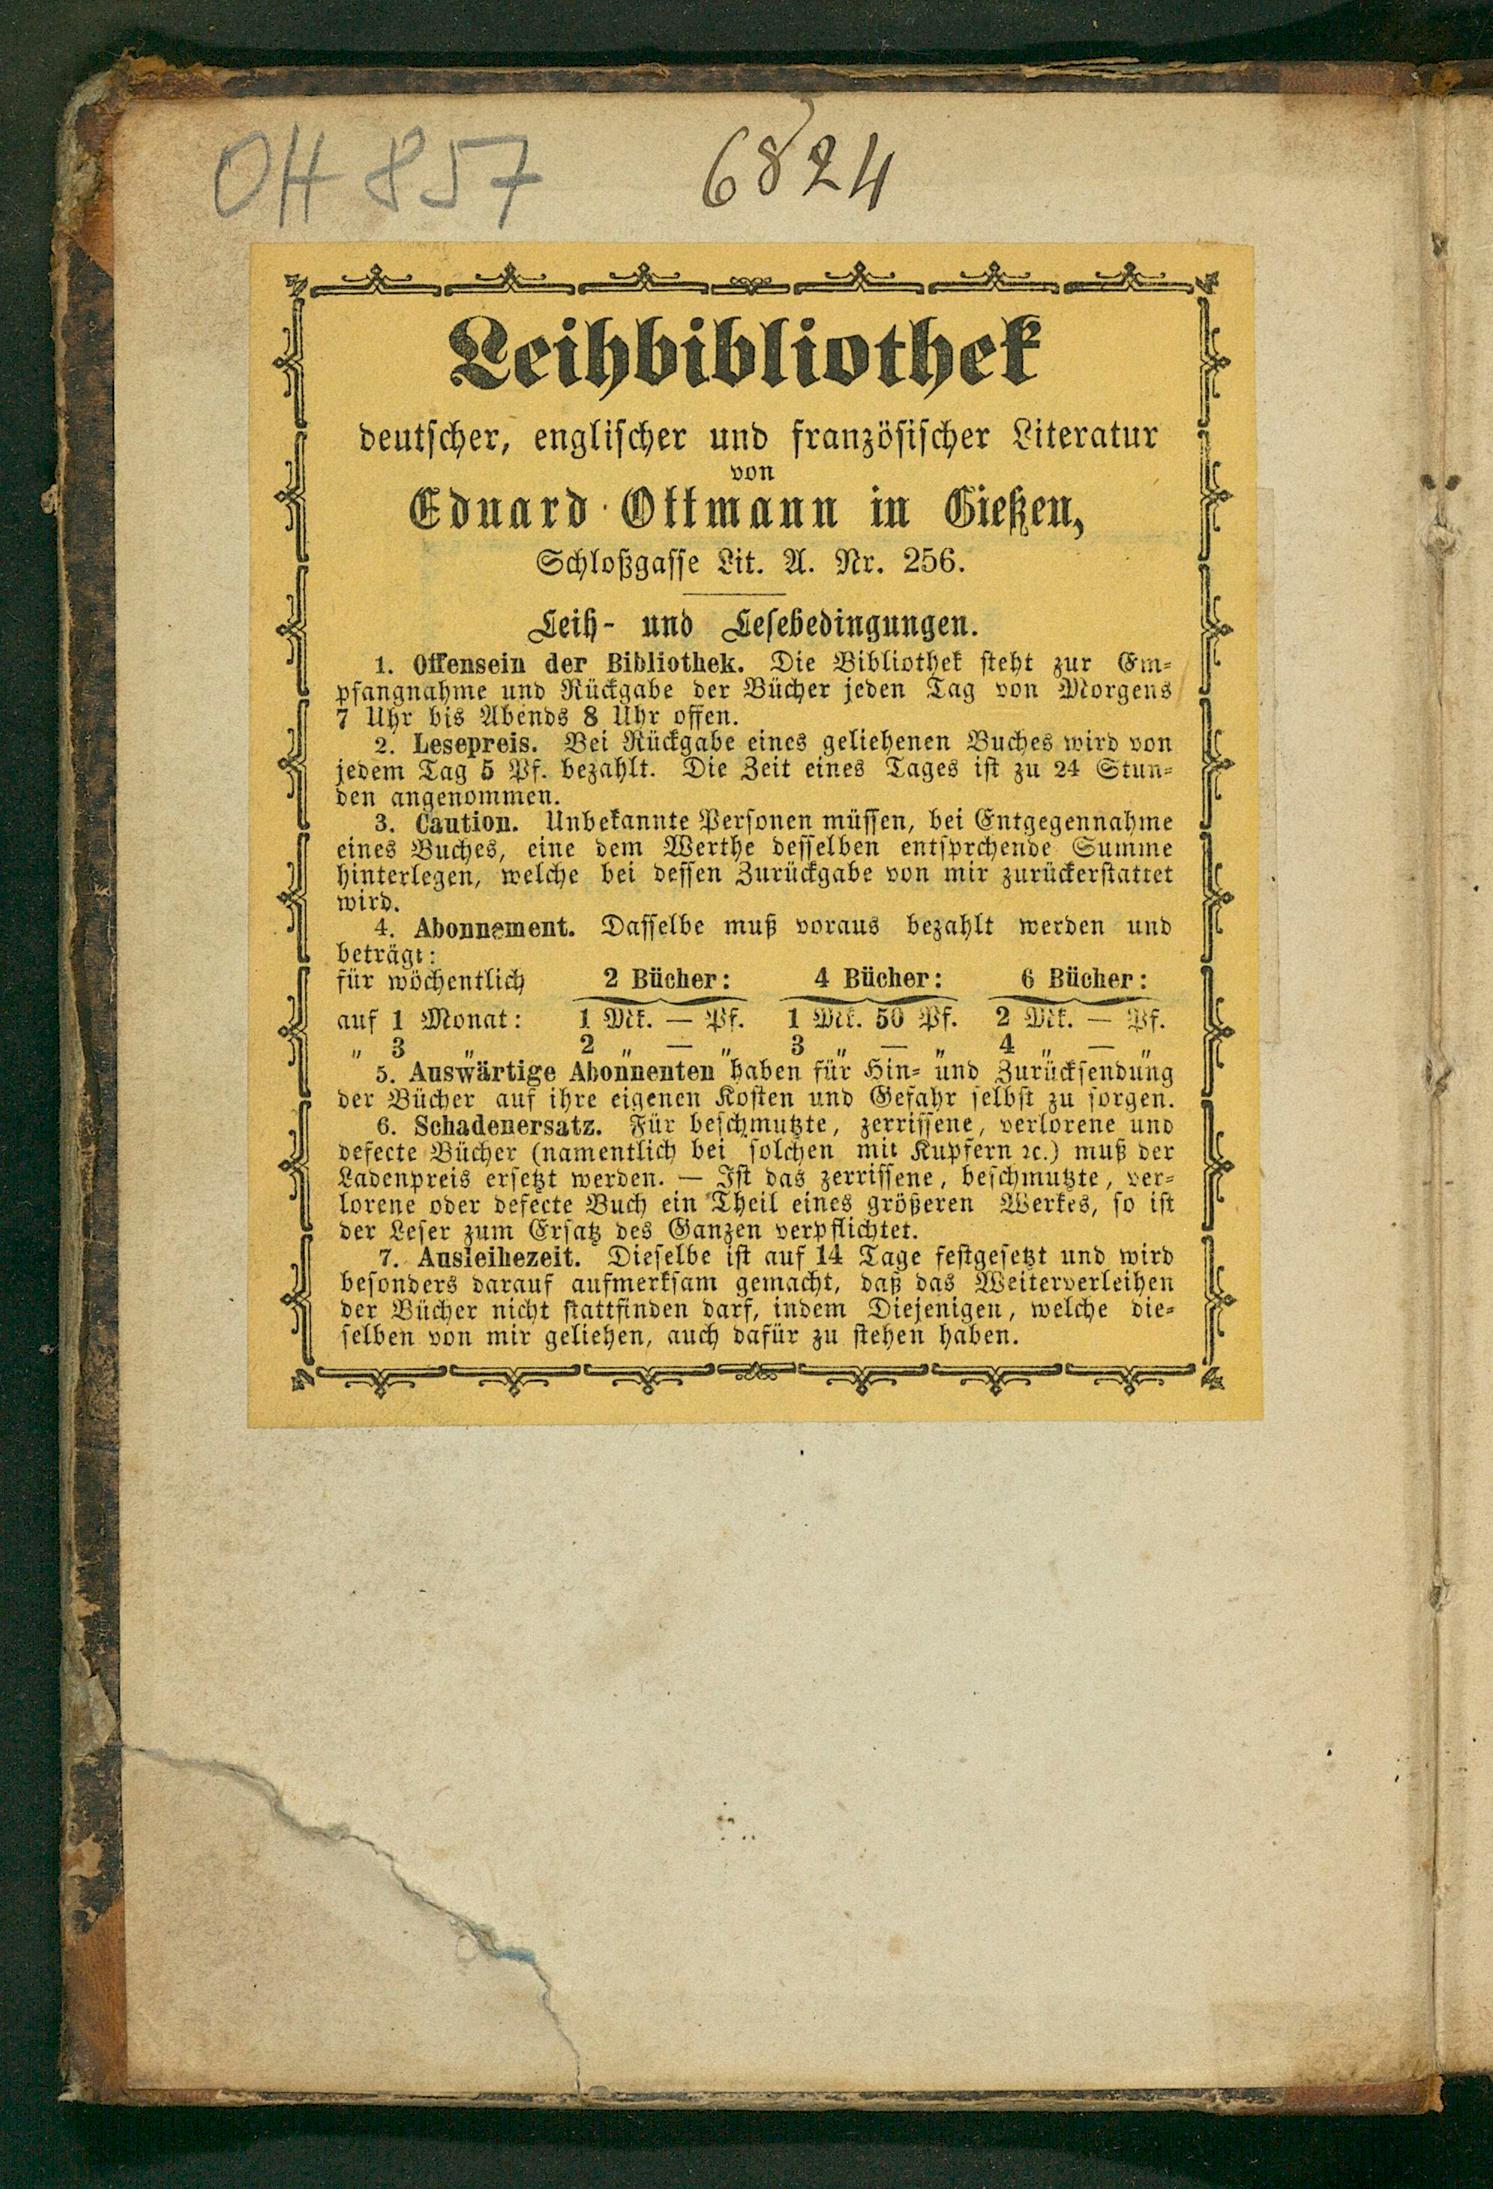 OH 857
6824
Leihbibliothek
deutscher, englischer und französischer Literatur
von
Eduard Ottmann in Gießen,
Schloßgasse Lit. A. Nr. 256.
Leih- und Lesebedingungen.
1. Offensein der Bibliothek. Die Bibliothek steht zur Em-
pfangnahme und Rückgabe der Bücher jeden Tag von Morgens
7 Uhr bis Abends 8 Uhr offen.
2. Lesepreis. Bei Rückgabe eines geliehenen Buches wird von
jedem Tag 5 Pf. bezahlt. Die Zeit eines Tages ist zu 24 Stun-
den angenommen.
3. Caution. Unbekannte Personen müssen, bei Entgegennahme
eines Buches, eine dem Werthe desselben entsprchende Summe
hinterlegen, welche bei dessen Zurückgabe von mir zurückerstattet
wird.
4. Abonnement. Dasselbe muß voraus bezahlt werden und
beträgt:
für wöchentlich 2 Bücher: 4 Bücher: 6 Bücher:
auf 1 Monat: 1 Mk. — Pf. 1 Mk. 50 Pf. 2 Mk. — Pf.
„ 3 „ 2 „ — „ 3 „ — „ 4 „ — „
5. Auswärtige Abonnenten haben für Hin- und Zurücksendung
der Bücher auf ihre eigenen Kosten und Gefahr selbst zu sorgen.
6. Schadenersatz. Für beschmutzte, zerrissene, verlorene und
defecte Bücher (namentlich bei solchen mit Kupfern ꝛc.) muß der
Ladenpreis ersetzt werden. — Ist das zerrissene, beschmutzte, ver-
lorene oder defecte Buch ein Theil eines größeren Werkes, so ist
der Leser zum Ersatz des Ganzen verpflichtet.
7. Ausleihezeit. Dieselbe ist auf 14 Tage festgesetzt und wird
besonders darauf aufmerksam gemacht, daß das Weiterverleihen
der Bücher nicht stattfinden darf, indem Diejenigen, welche die-
selben von mir geliehen, auch dafür zu stehen haben.